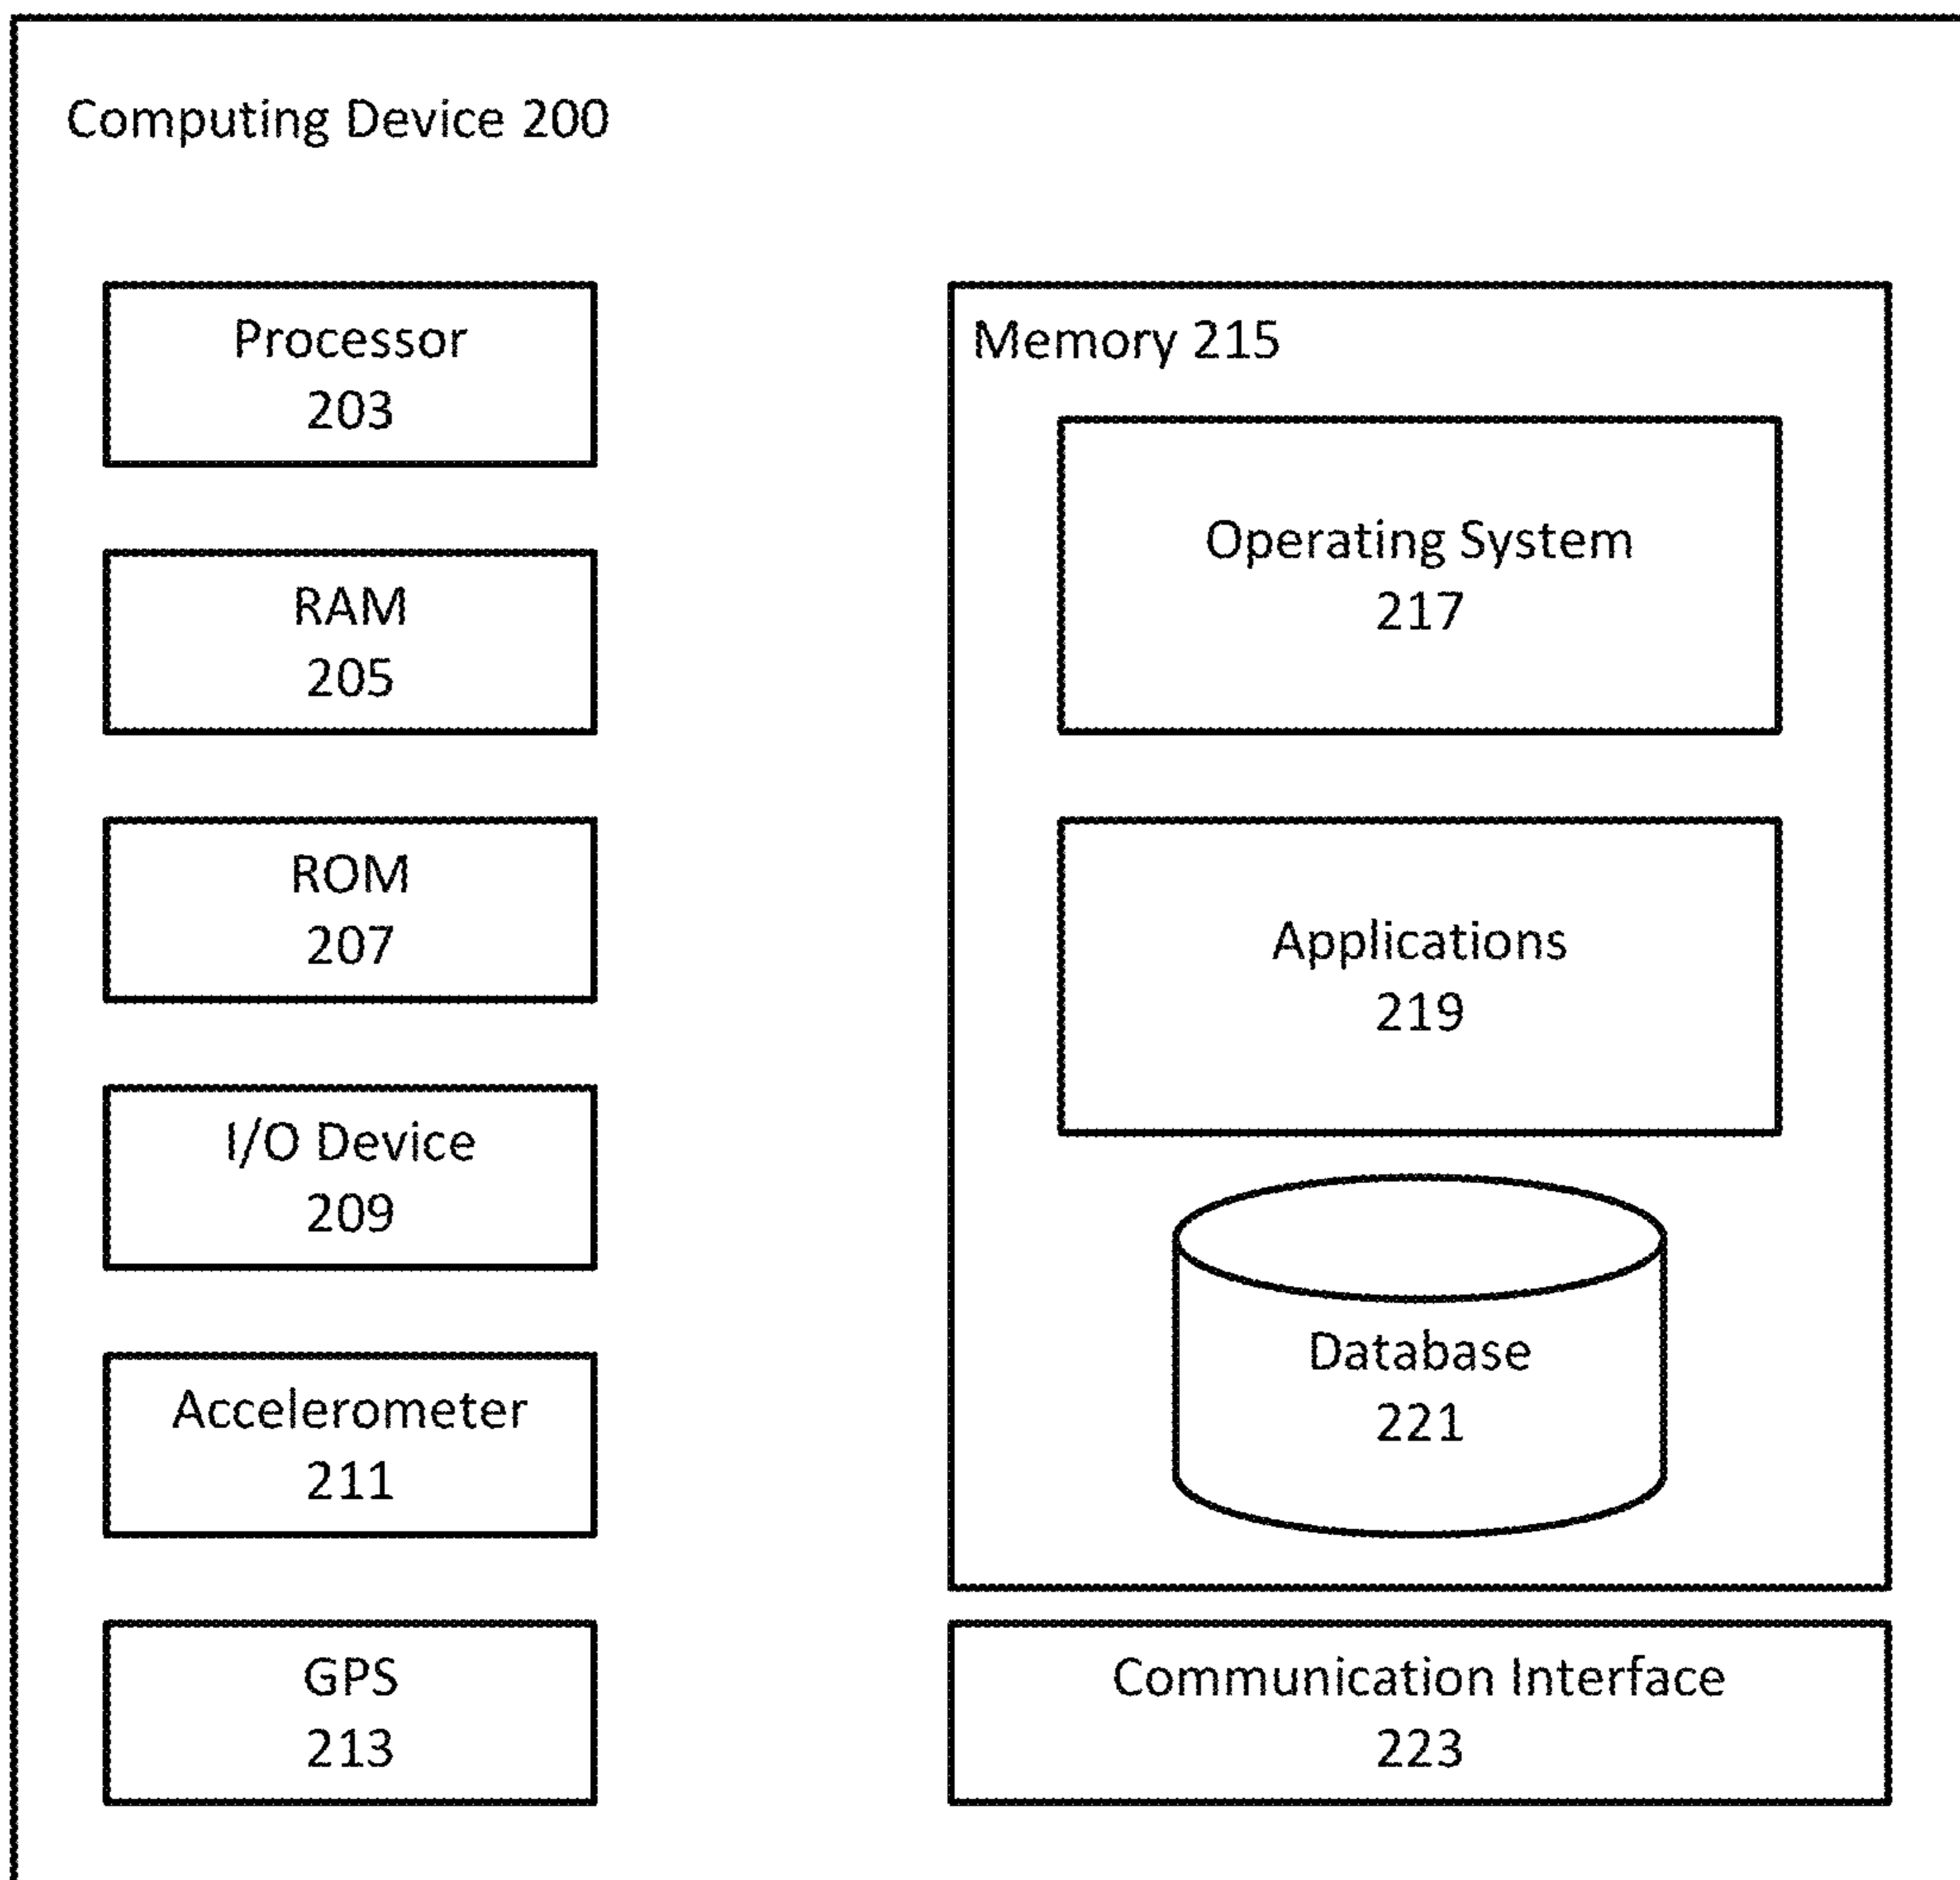 Computing Device 200
Processor
203
RAM
205
ROM
207
I/O Device
209
Accelerometer
211
GPS
213
Memory 215
Operating System
217
Applications
219
Database
221
Communication Interface
223